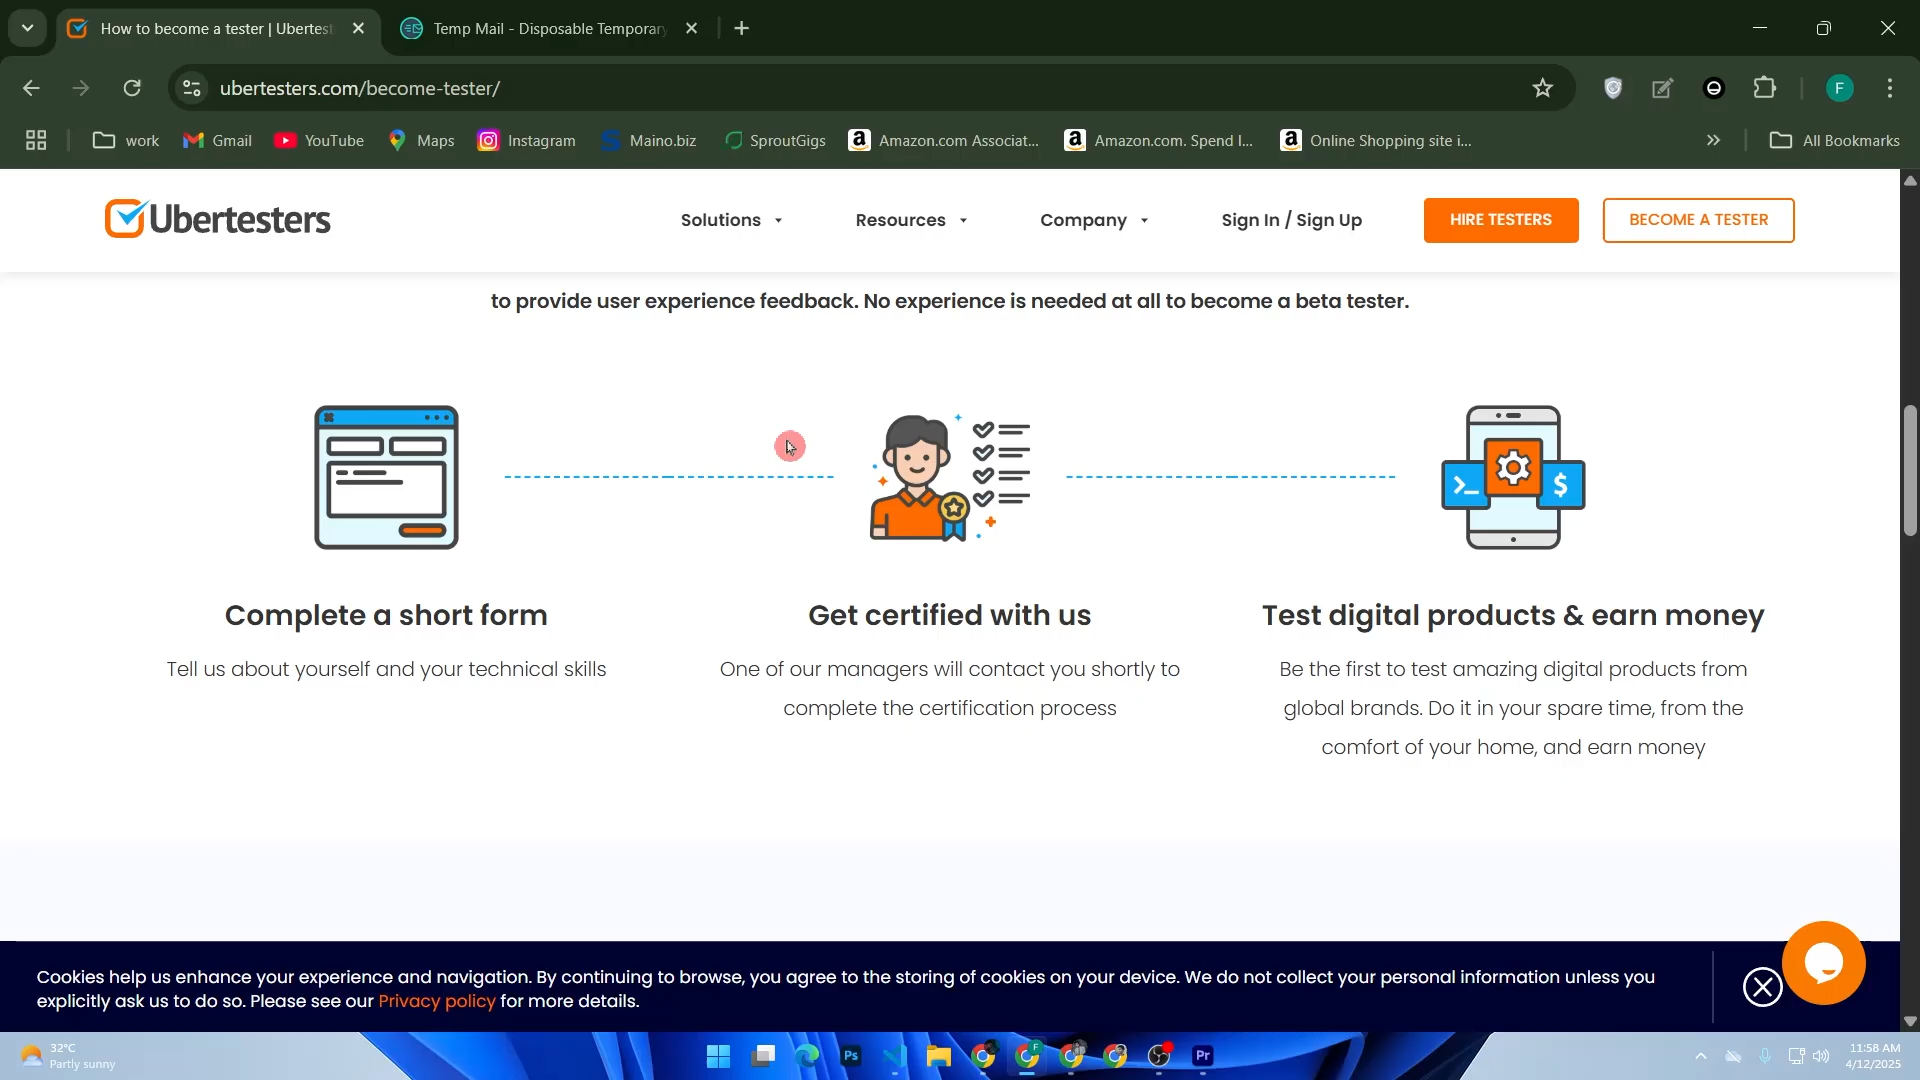 How to become a tester | Ubertest
Temp Mail - Disposable Temporary
ubertesters.com/become-tester/
F
work
Gmail
YouTube
Maps
Instagram
Maino.biz
SproutGigs
Amazon.com Associat...
Amazon.com. Spend l...
Online Shopping site i...
All Bookmarks
Ubertesters
Solutions
Resources
Company
Sign In / Sign Up
HIRE TESTERS
BECOME A TESTER
to provide user experience feedback. No experience is needed at all to become a beta tester.
Complete a short form
Get certified with us
Test digital products & earn money
Tell us about yourself and your technical skills
One of our managers will contact you shortly to
complete the certification process
Be the first to test amazing digital products from
global brands. Do it in your spare time, from the
comfort of your home, and earn money
Cookies help us enhance your experience and navigation. By continuing to browse, you agree to the storing of cookies on your device. We do not collect your personal information unless you
explicitly ask us to do so. Please see our Privacy policy for more details.
32°C
Partly sunny
Ps
F
Pr
11:58 AM
4/12/2025